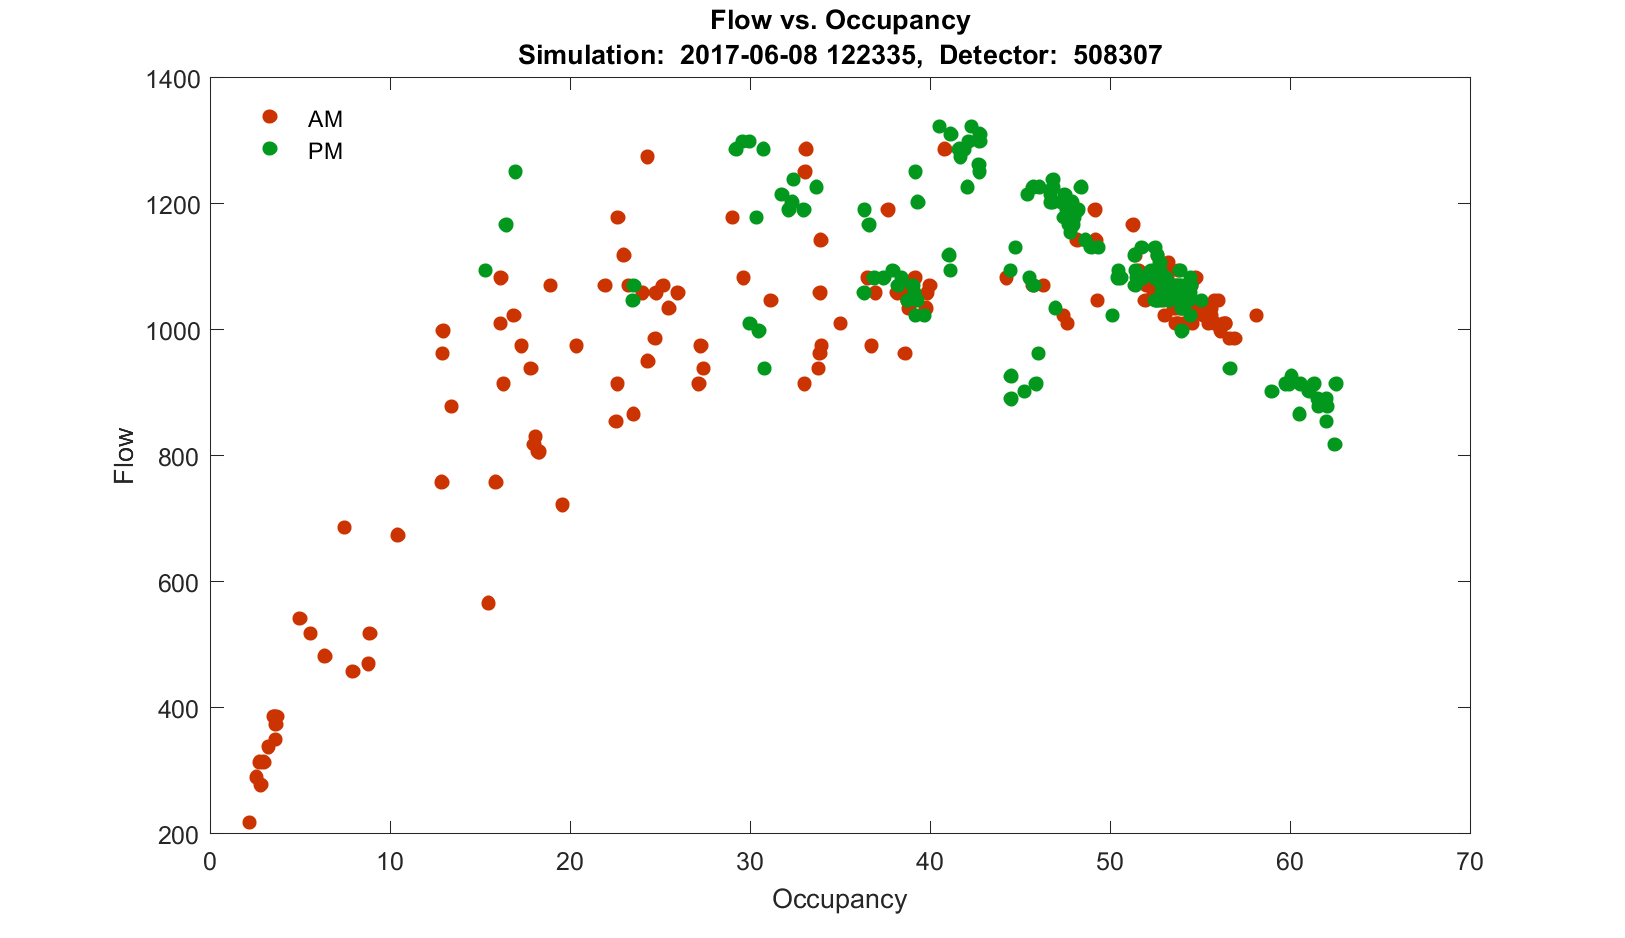 Flow vs. Occupancy
Simulation:  2017-06-08 122335,  Detector:  508307
1400
1200
1000
800
600
400
200
Flow
AM
PM
0 10 20 30 40 50 60 70
Occupancy